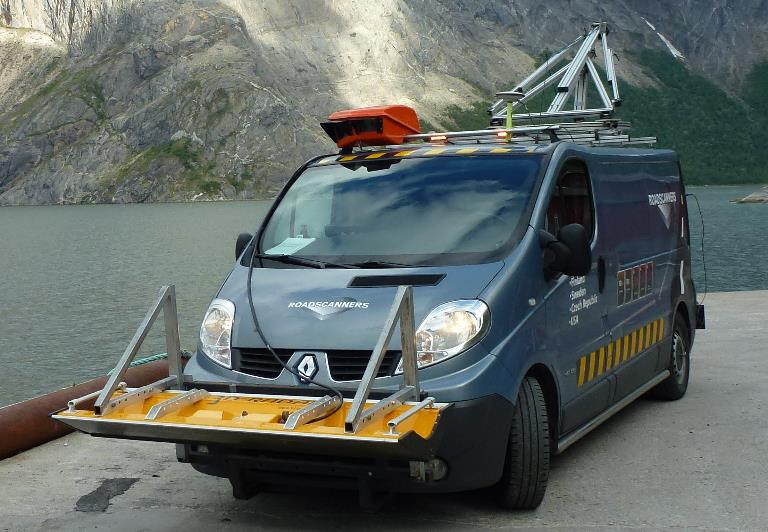 ROADSCANNERS
ROADSCANNERS
• Finland
• Sweden
• Czech Republic
• USA